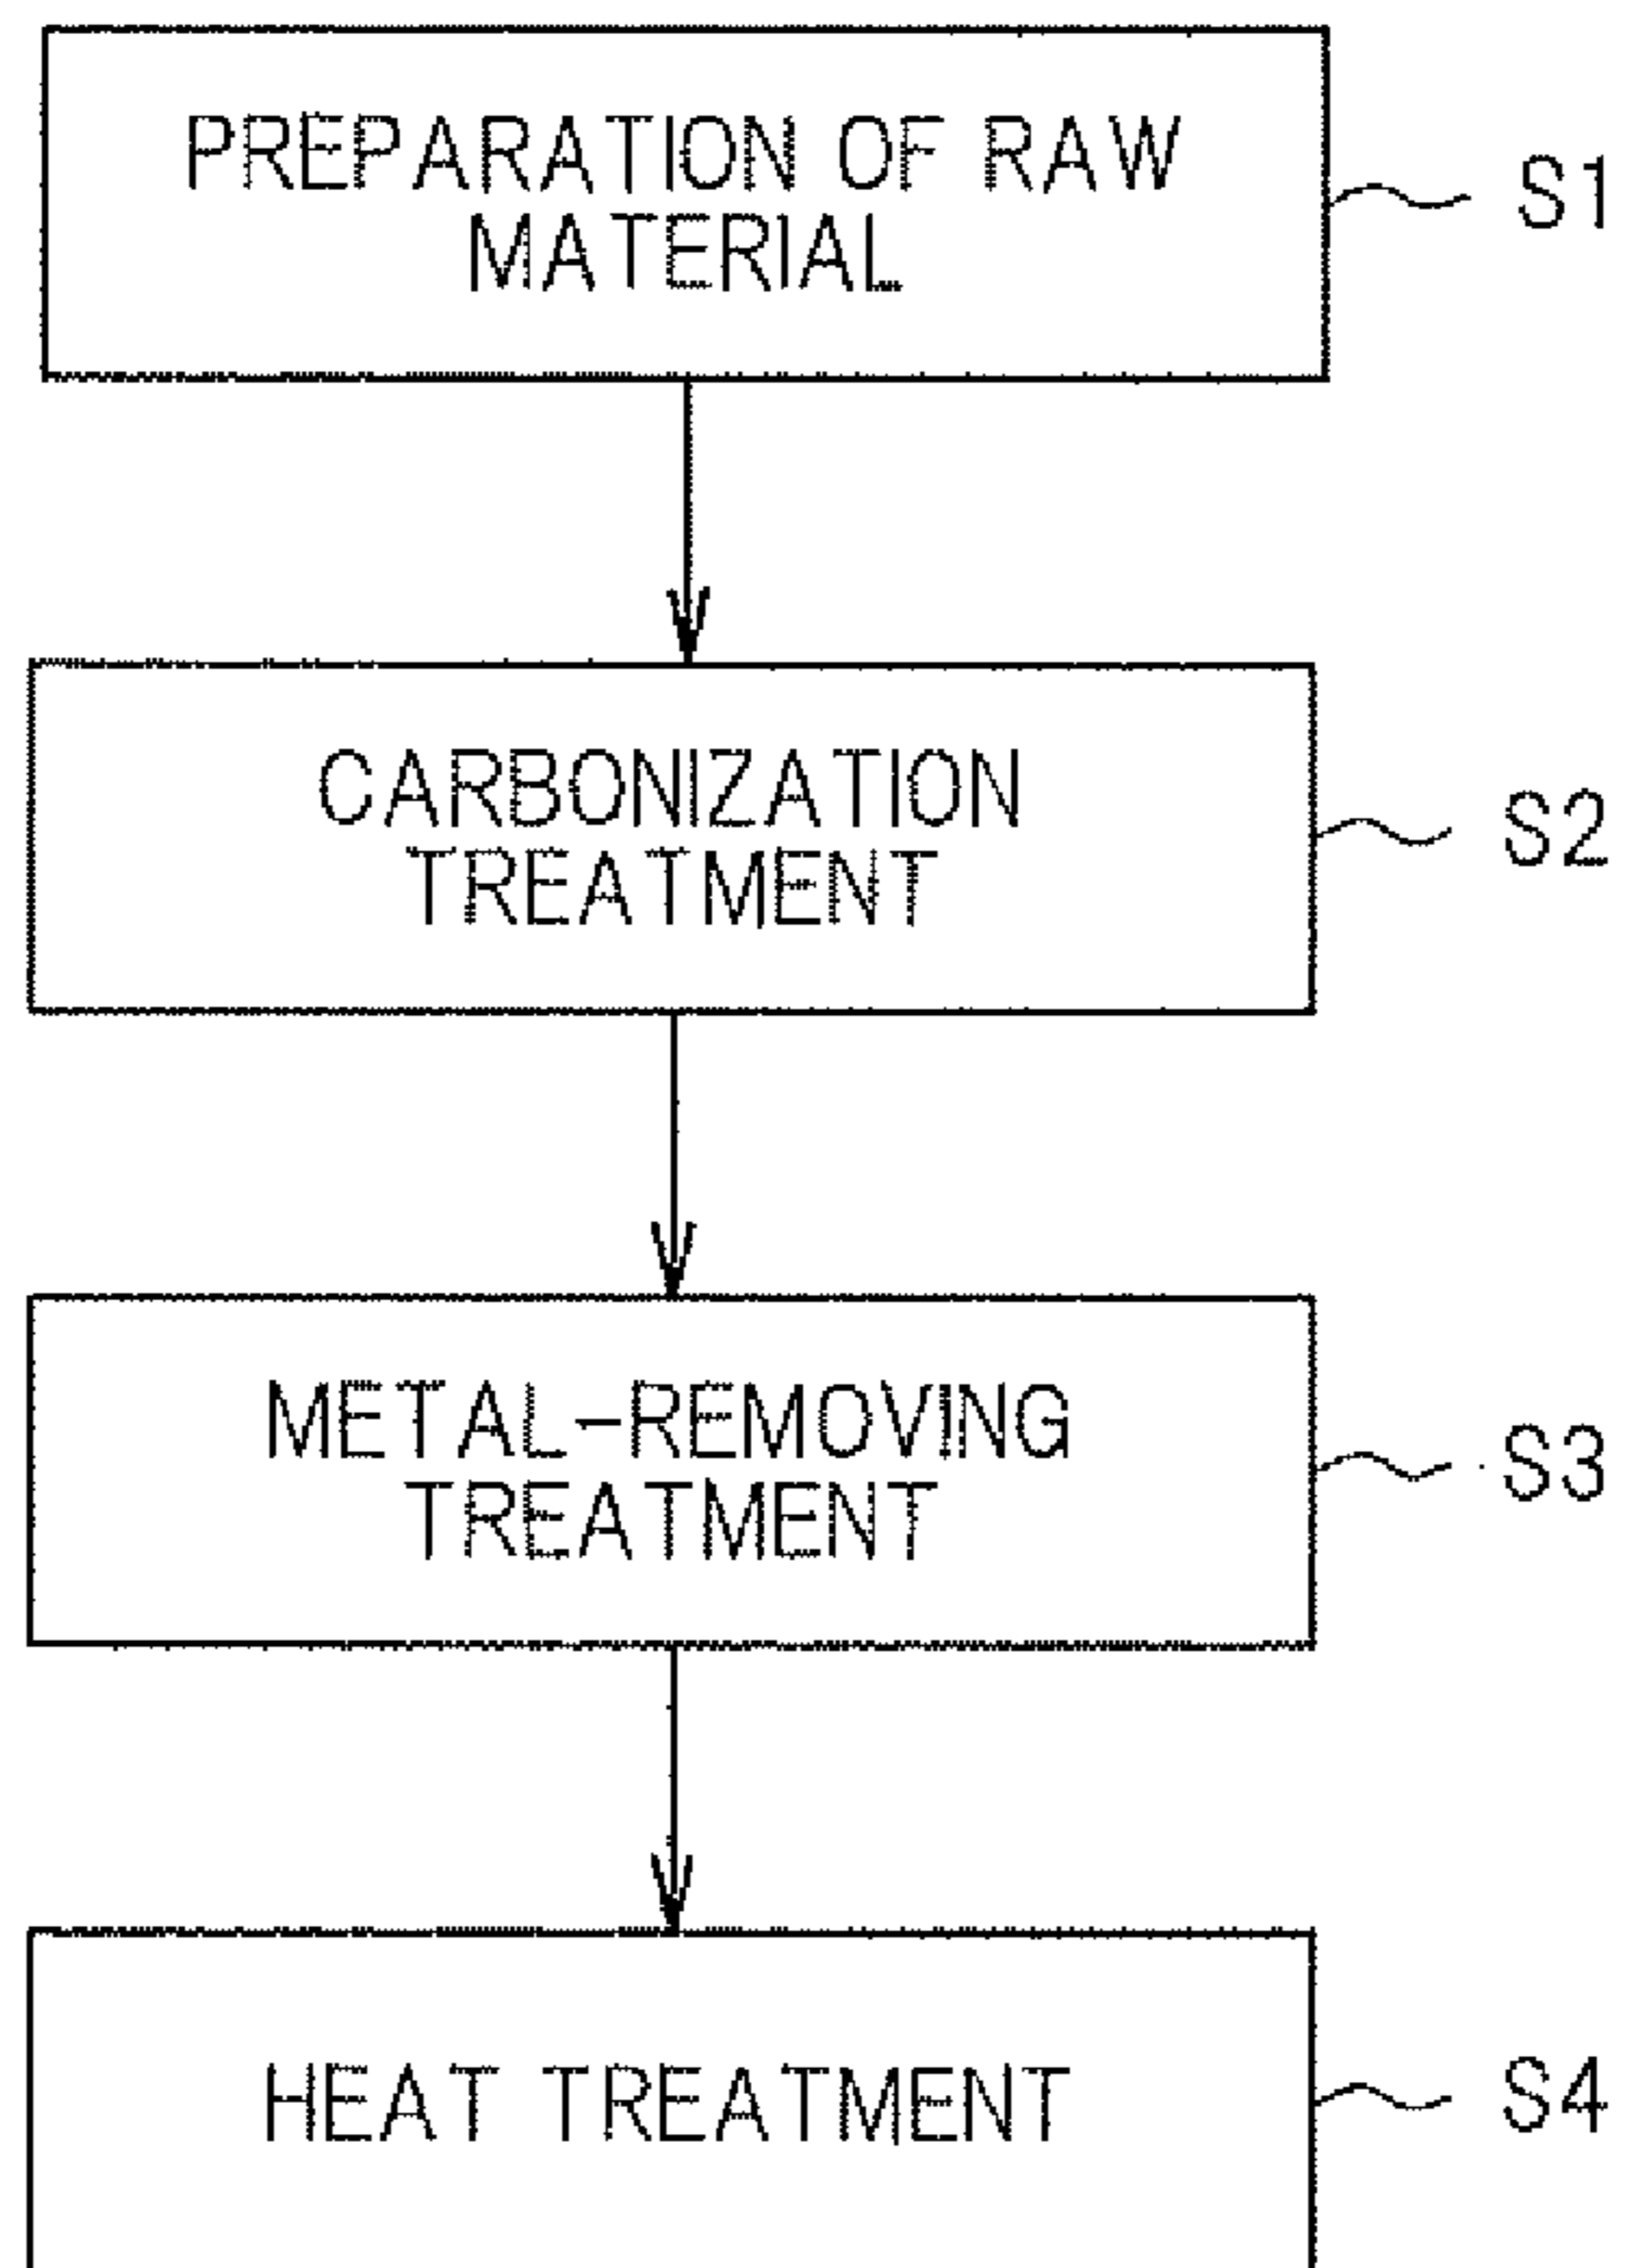 PREPARATION OF RAW
MATERIAL
S1
CARBONIZATION
TREATMENT
S2
METAL-REMOVING
TREATMENT
S3
HEAT TREATMENT
S4